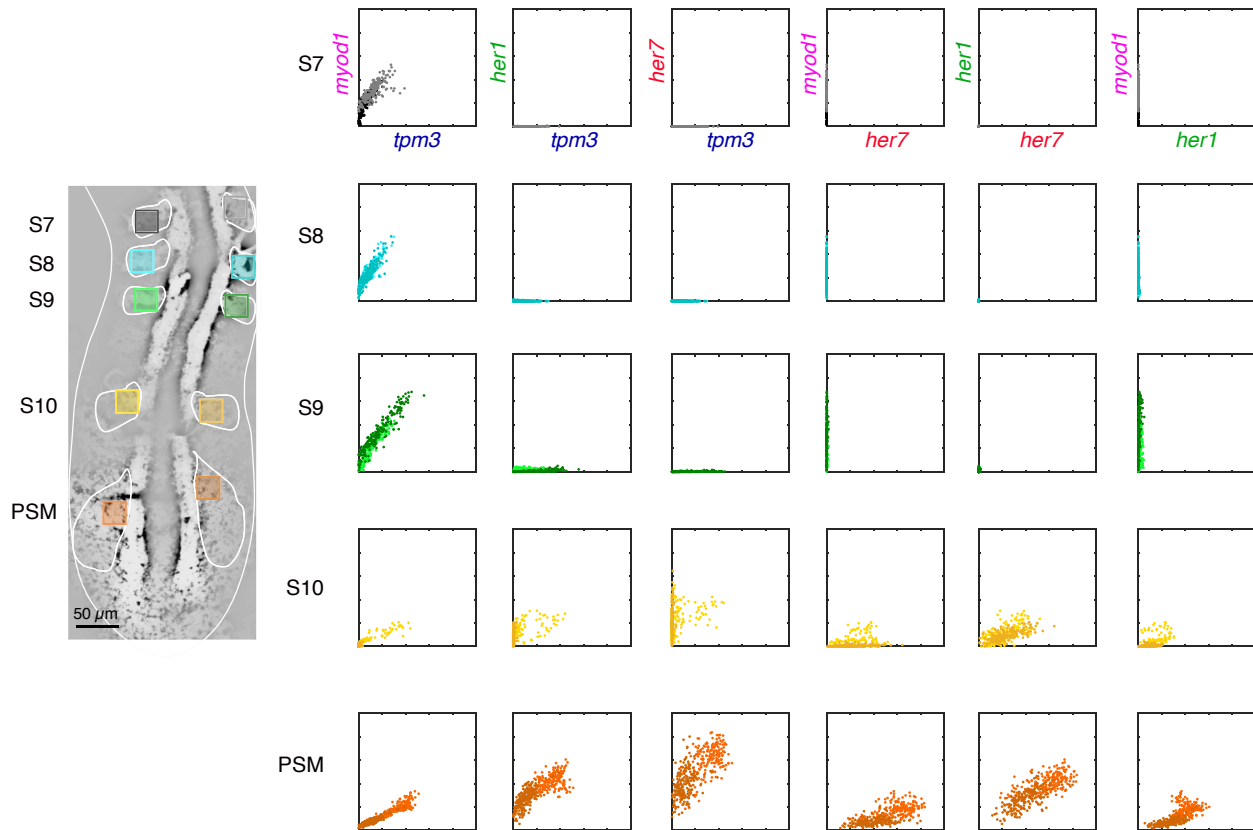 S7
myod1
her1
her7
myod1
her1
myod1
tpm3
tpm3
tpm3
her7
her7
her1
S7
S8
S9
S10
PSM
50 μm
S8
S9
S10
PSM